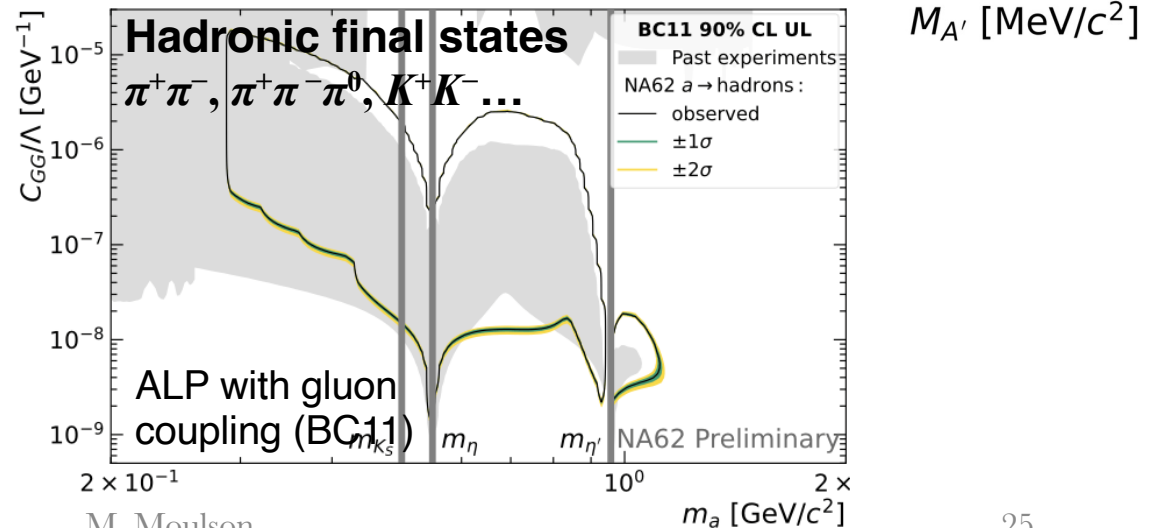 M_{A′} [MeV/c²]
Hadronic final states
π⁺π⁻, π⁺π⁻π⁰, K⁺K⁻…
BC11 90% CL UL
Past experiments
NA62 a → hadrons :
observed
±1σ
±2σ
C_{GG}/Λ [GeV⁻¹]
10⁻⁵
10⁻⁶
10⁻⁷
10⁻⁸
10⁻⁹
ALP with gluon
coupling (BC11)
m_{K_S} m_η m_{η′} NA62 Preliminary
2 × 10⁻¹ 10⁰ 2 ×
m_a [GeV/c²]
M. Moulson 25